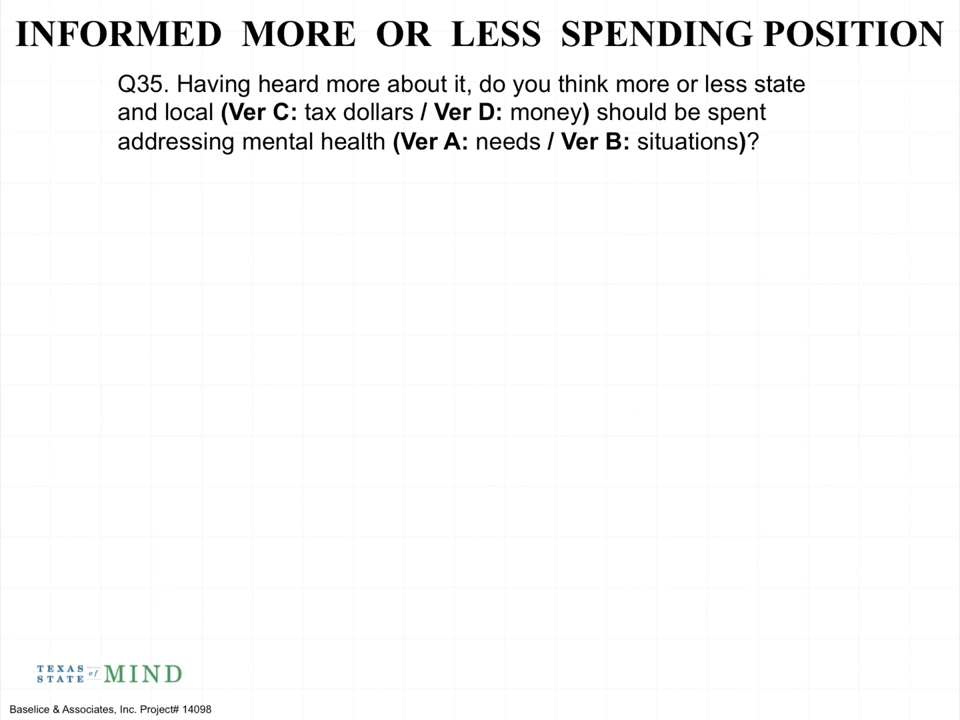 INFORMED MORE OR LESS SPENDING POSITION
Q35. Having heard more about it, do you think more or less state
and local (Ver C: tax dollars / Ver D: money) should be spent
addressing mental health (Ver A: needs / Ver B: situations)?
TEXAS
STATE of MIND
Baselice & Associates, Inc. Project# 14098